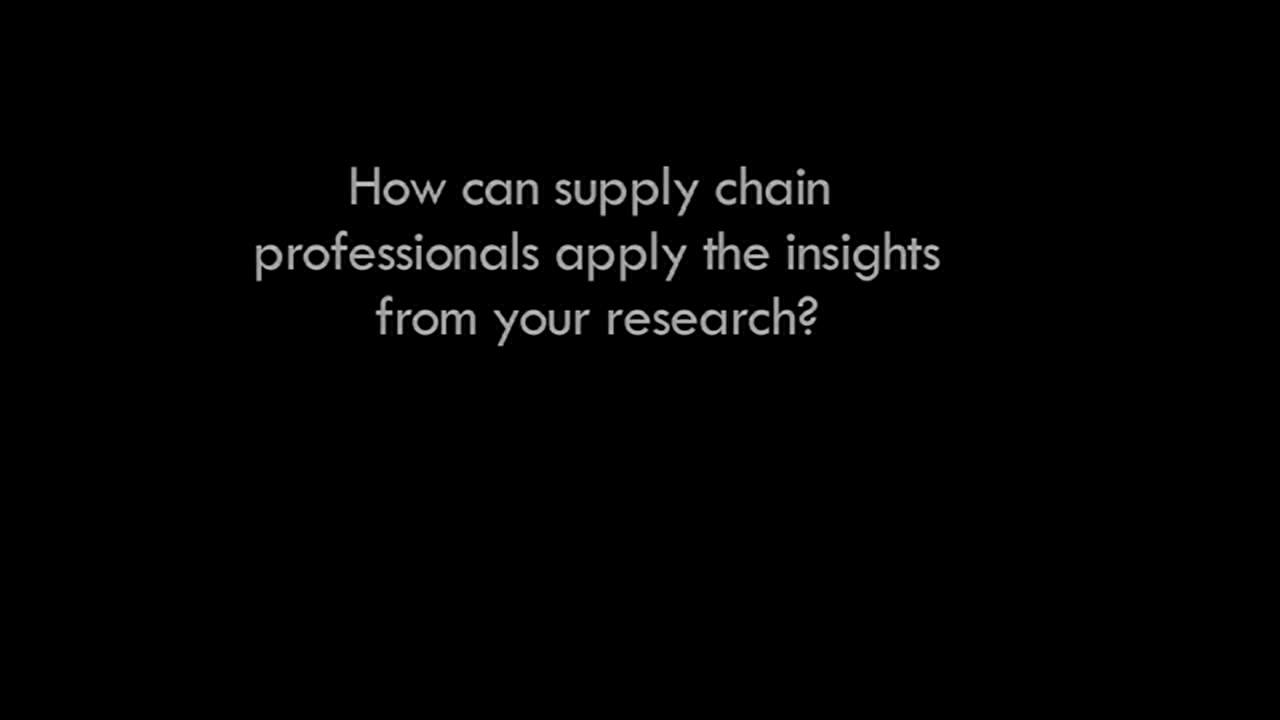 How can supply chain
professionals apply the insights
from your research?